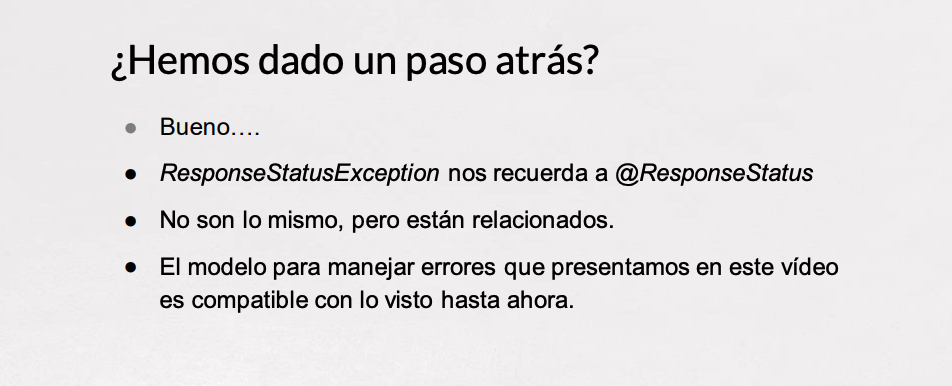 ¿Hemos dado un paso atrás?
● Bueno….
● ResponseStatusException nos recuerda a @ResponseStatus
● No son lo mismo, pero están relacionados.
● El modelo para manejar errores que presentamos en este vídeo
es compatible con lo visto hasta ahora.